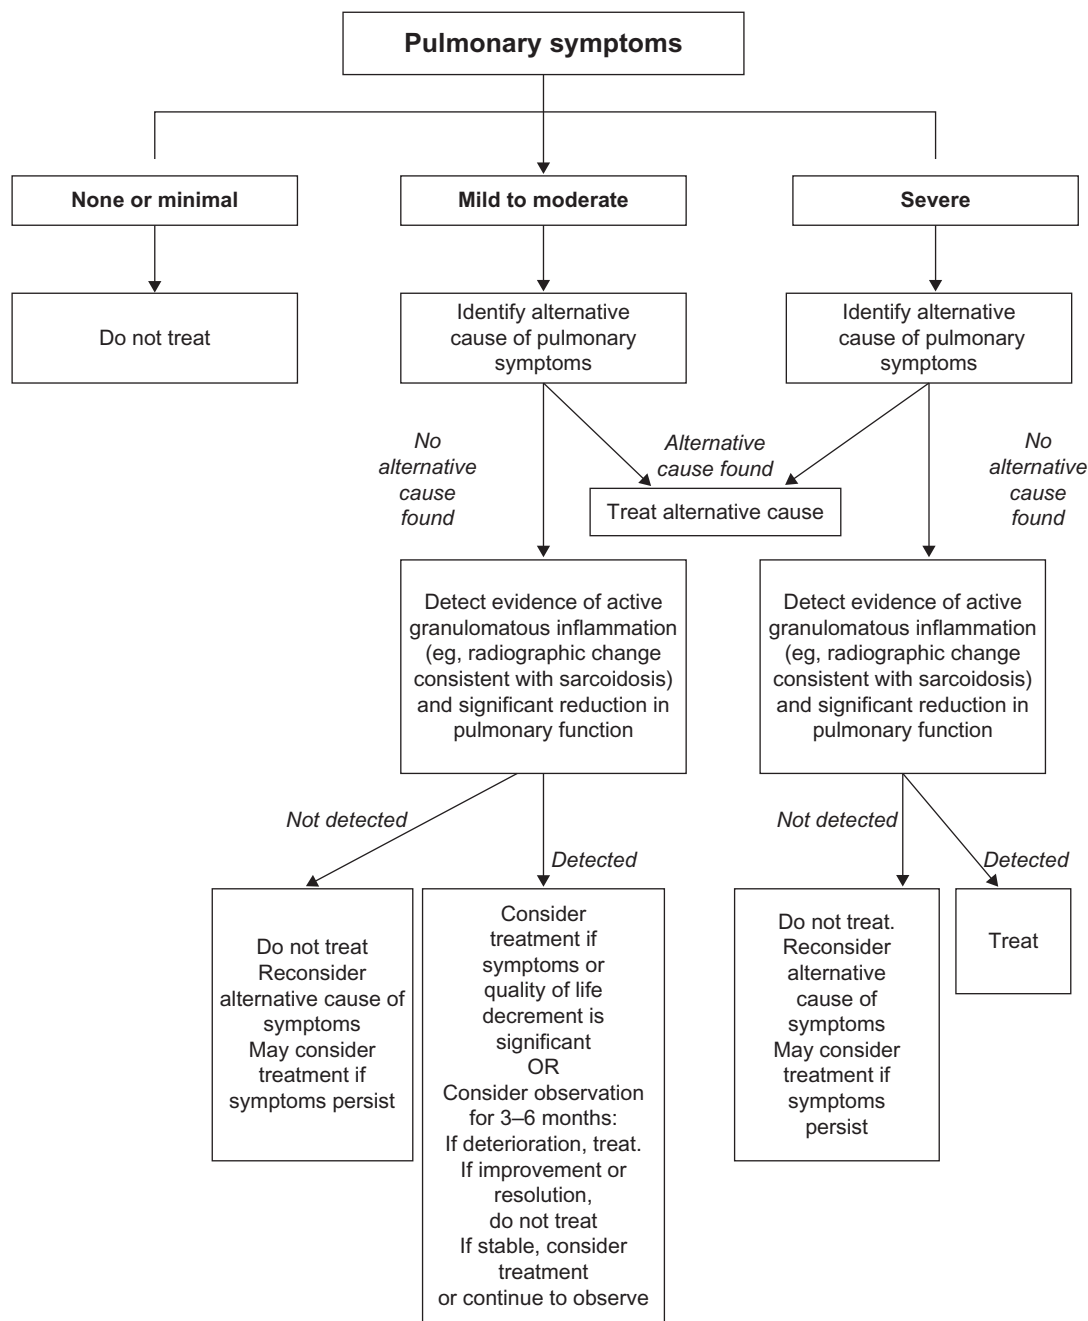 Pulmonary symptoms
None or minimal
Mild to moderate
Severe
Do not treat
Identify alternative
cause of pulmonary
symptoms
Identify alternative
cause of pulmonary
symptoms
No
alternative
cause
found
Alternative
cause found
No
alternative
cause
found
Treat alternative cause
Detect evidence of active
granulomatous inflammation
(eg, radiographic change
consistent with sarcoidosis)
and significant reduction in
pulmonary function
Detect evidence of active
granulomatous inflammation
(eg, radiographic change
consistent with sarcoidosis)
and significant reduction in
pulmonary function
Not detected
Detected
Not detected
Detected
Do not treat
Reconsider
alternative cause of
symptoms
May consider
treatment if
symptoms persist
Consider
treatment if
symptoms or
quality of life
decrement is
significant
OR
Consider observation
for 3–6 months:
If deterioration, treat.
If improvement or
resolution,
do not treat
If stable, consider
treatment
or continue to observe
Do not treat.
Reconsider
alternative
cause of
symptoms
May consider
treatment if
symptoms
persist
Treat